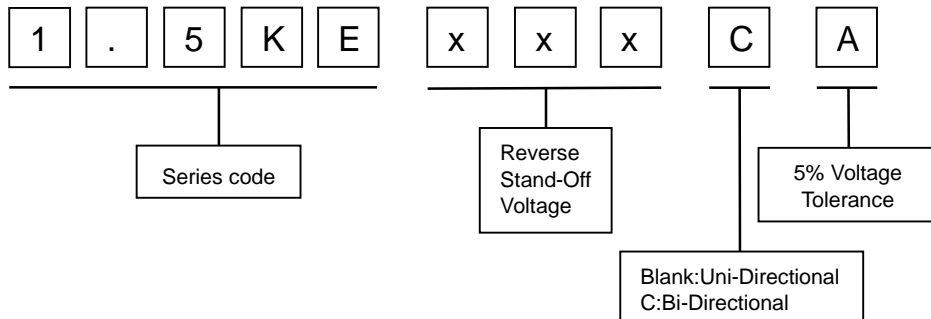 1 . 5 K E x x x C A
Series code
Reverse
Stand-Off
Voltage
Blank:Uni-Directional
C:Bi-Directional
5% Voltage
Tolerance